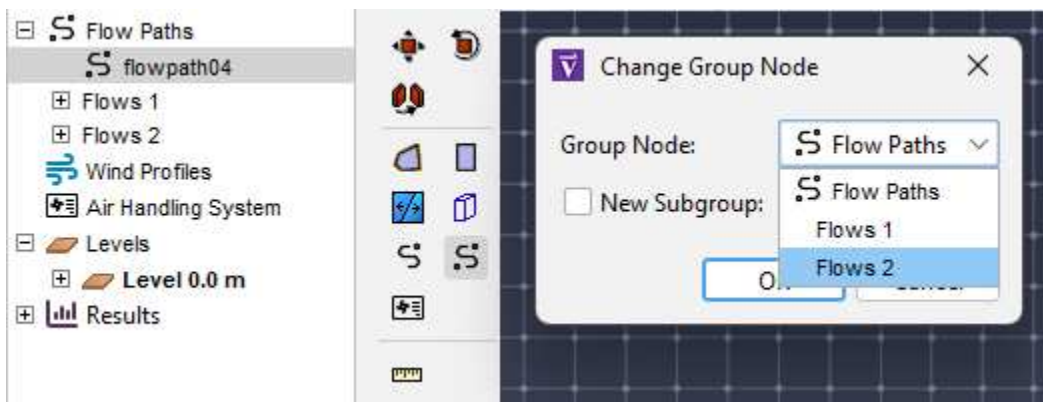 Flow Paths
flowpath04
Flows 1
Flows 2
Wind Profiles
Air Handling System
Levels
Level 0.0 m
Results
Change Group Node
Group Node:
Flow Paths
Flow Paths
New Subgroup:
Flows 1
Flows 2